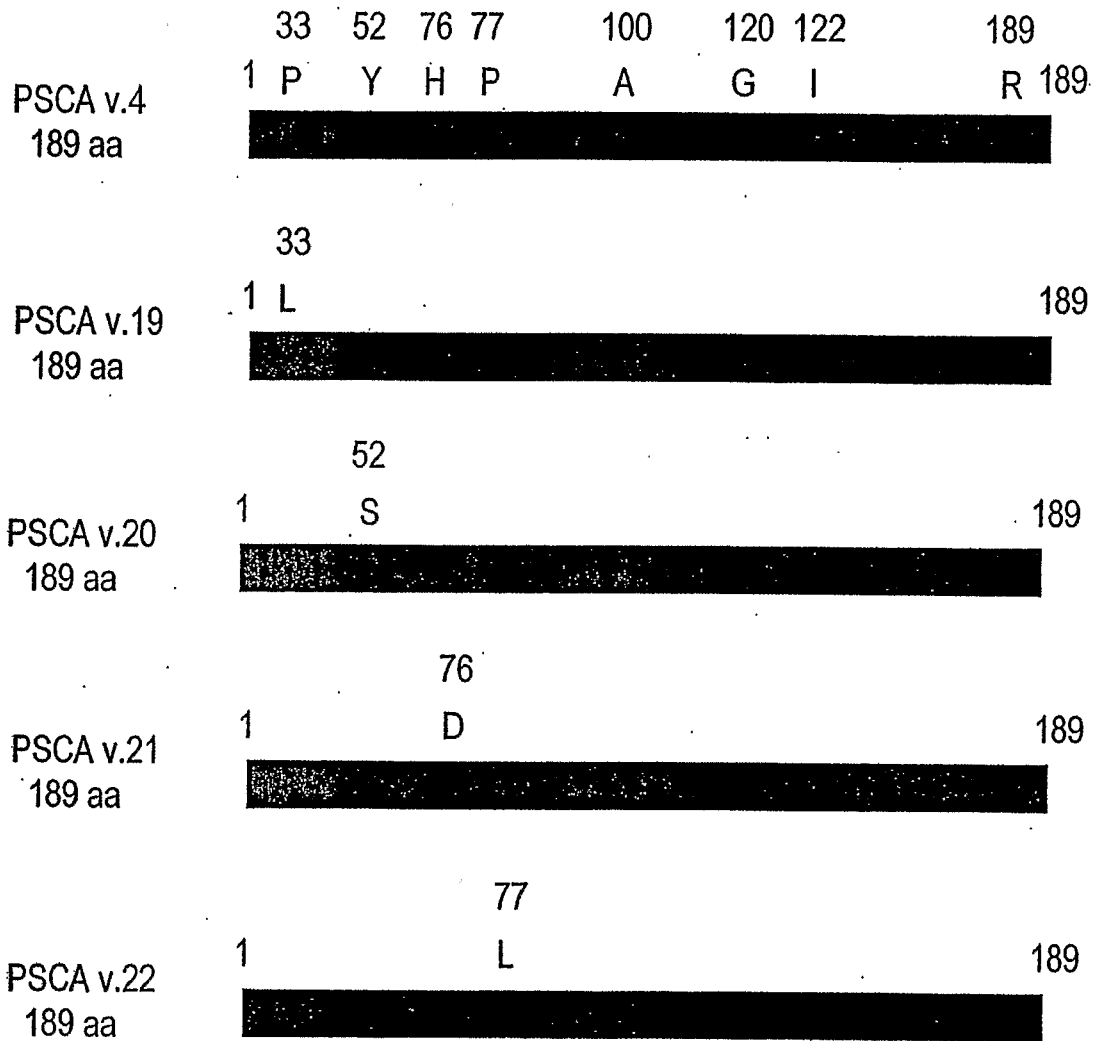 33 52 76 77 100 120 122 189
1 P Y H P A G I R 189
PSCA v.4
189 aa
33
1 L 189
PSCA v.19
189 aa
52
1 S 189
PSCA v.20
189 aa
76
1 D 189
PSCA v.21
189 aa
77
1 L 189
PSCA v.22
189 aa